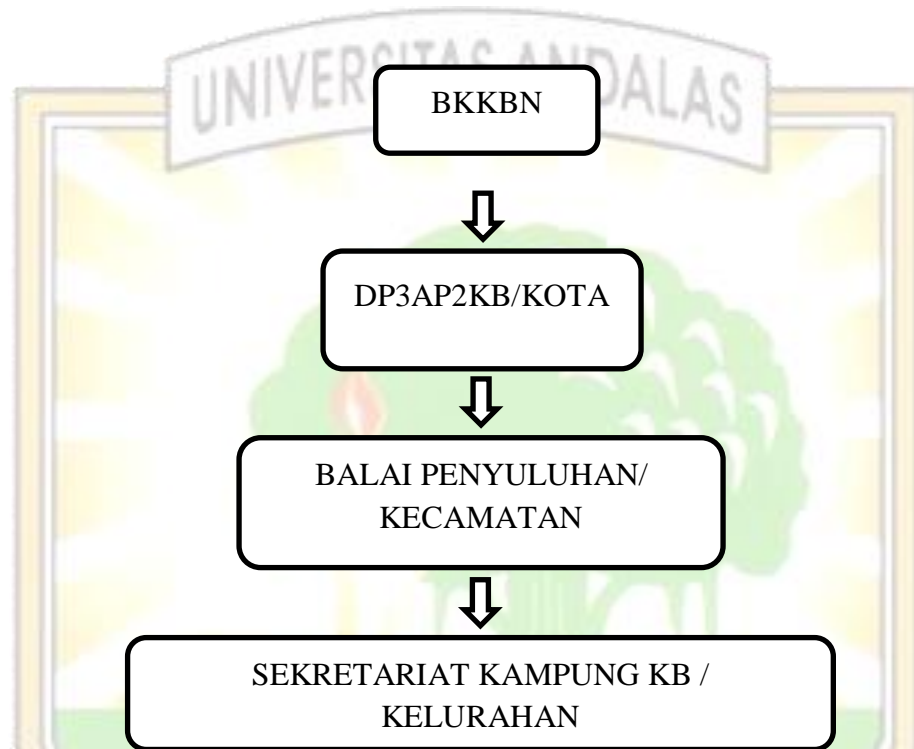 UNIVERSITAS ANDALAS
BKKBN
DP3AP2KB/KOTA
BALAI PENYULUHAN/
KECAMATAN
SEKRETARIAT KAMPUNG KB /
KELURAHAN